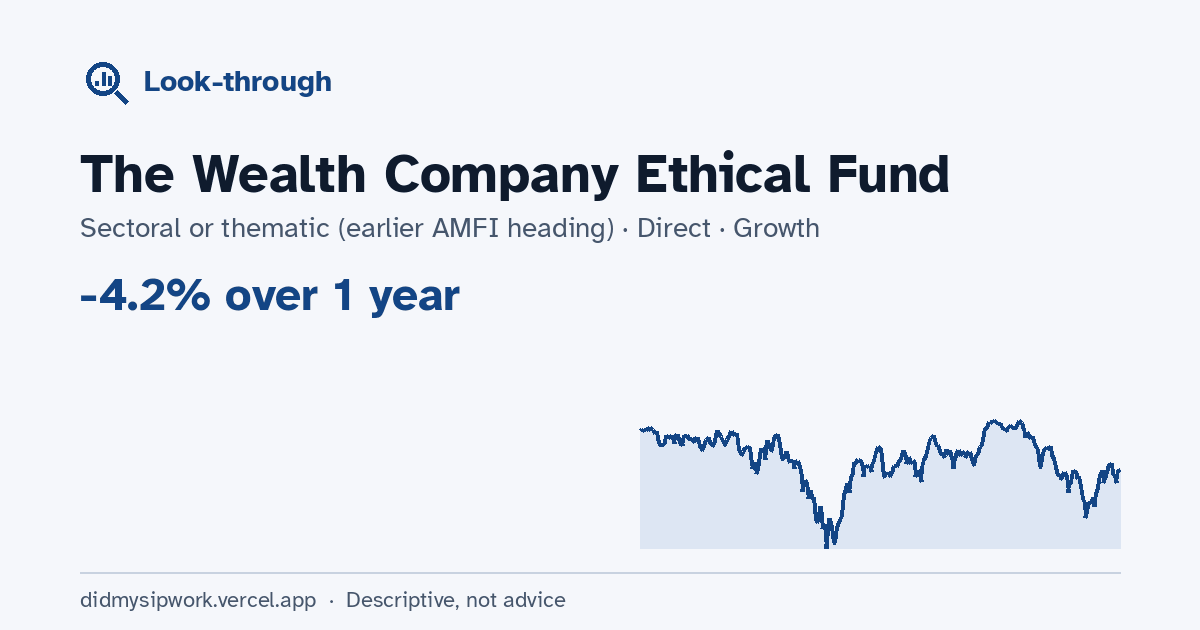 Look-through
The Wealth Company Ethical Fund
Sectoral or thematic (earlier AMFI heading) · Direct · Growth
-4.2% over 1 year
didmysipwork.vercel.app · Descriptive, not advice